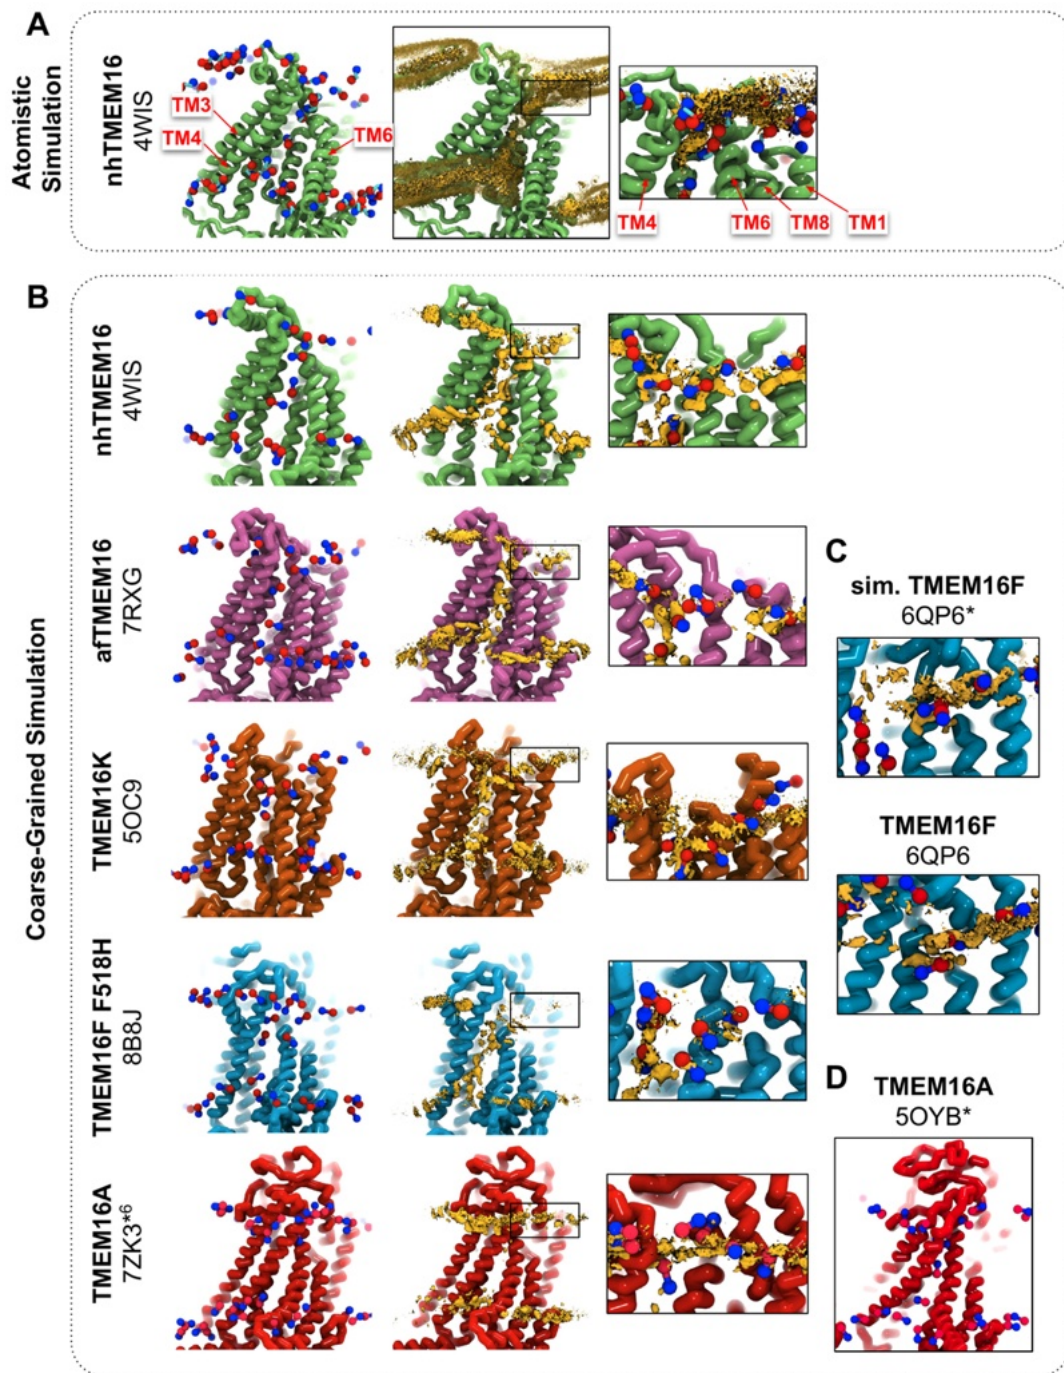 A
Atomistic
Simulation
nhTMEM16
4WIS
TM3
TM4
TM6
TM4
TM6
TM8
TM1
B
Coarse-Grained Simulation
nhTMEM16
4WIS
afTMEM16
7RXG
TMEM16K
5OC9
TMEM16F F518H
8B8J
TMEM16A
7ZK3*6
C
sim. TMEM16F
6QP6*
TMEM16F
6QP6
D
TMEM16A
5OYB*